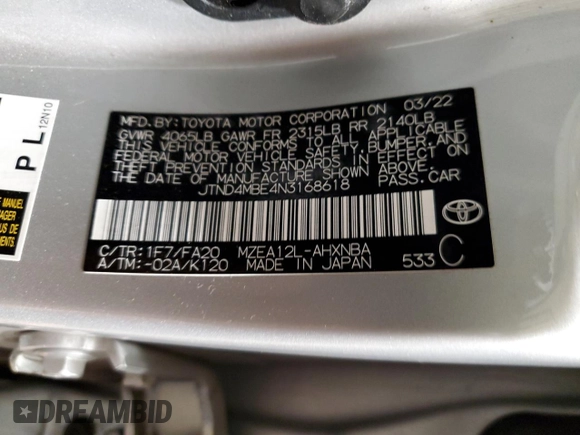 MFD. BY: TOYOTA MOTOR CORPORATION 03/22
GVWR 4065LB GAWR FR 2315LB RR 2140LB
THIS VEHICLE CONFORMS TO ALL APPLICABLE
FEDERAL MOTOR VEHICLE SAFETY, BUMPER, AND
THEFT PREVENTION STANDARDS IN EFFECT ON
THE DATE OF MANUFACTURE SHOWN ABOVE.
JTND4MBE4N3168618 PASS. CAR
TOYOTA
C/TR: 1F7/FA20 MZEA12L-AHXNBA
A/TM: -02A/K120 MADE IN JAPAN 533 C
P L
12N10
DREAMBID